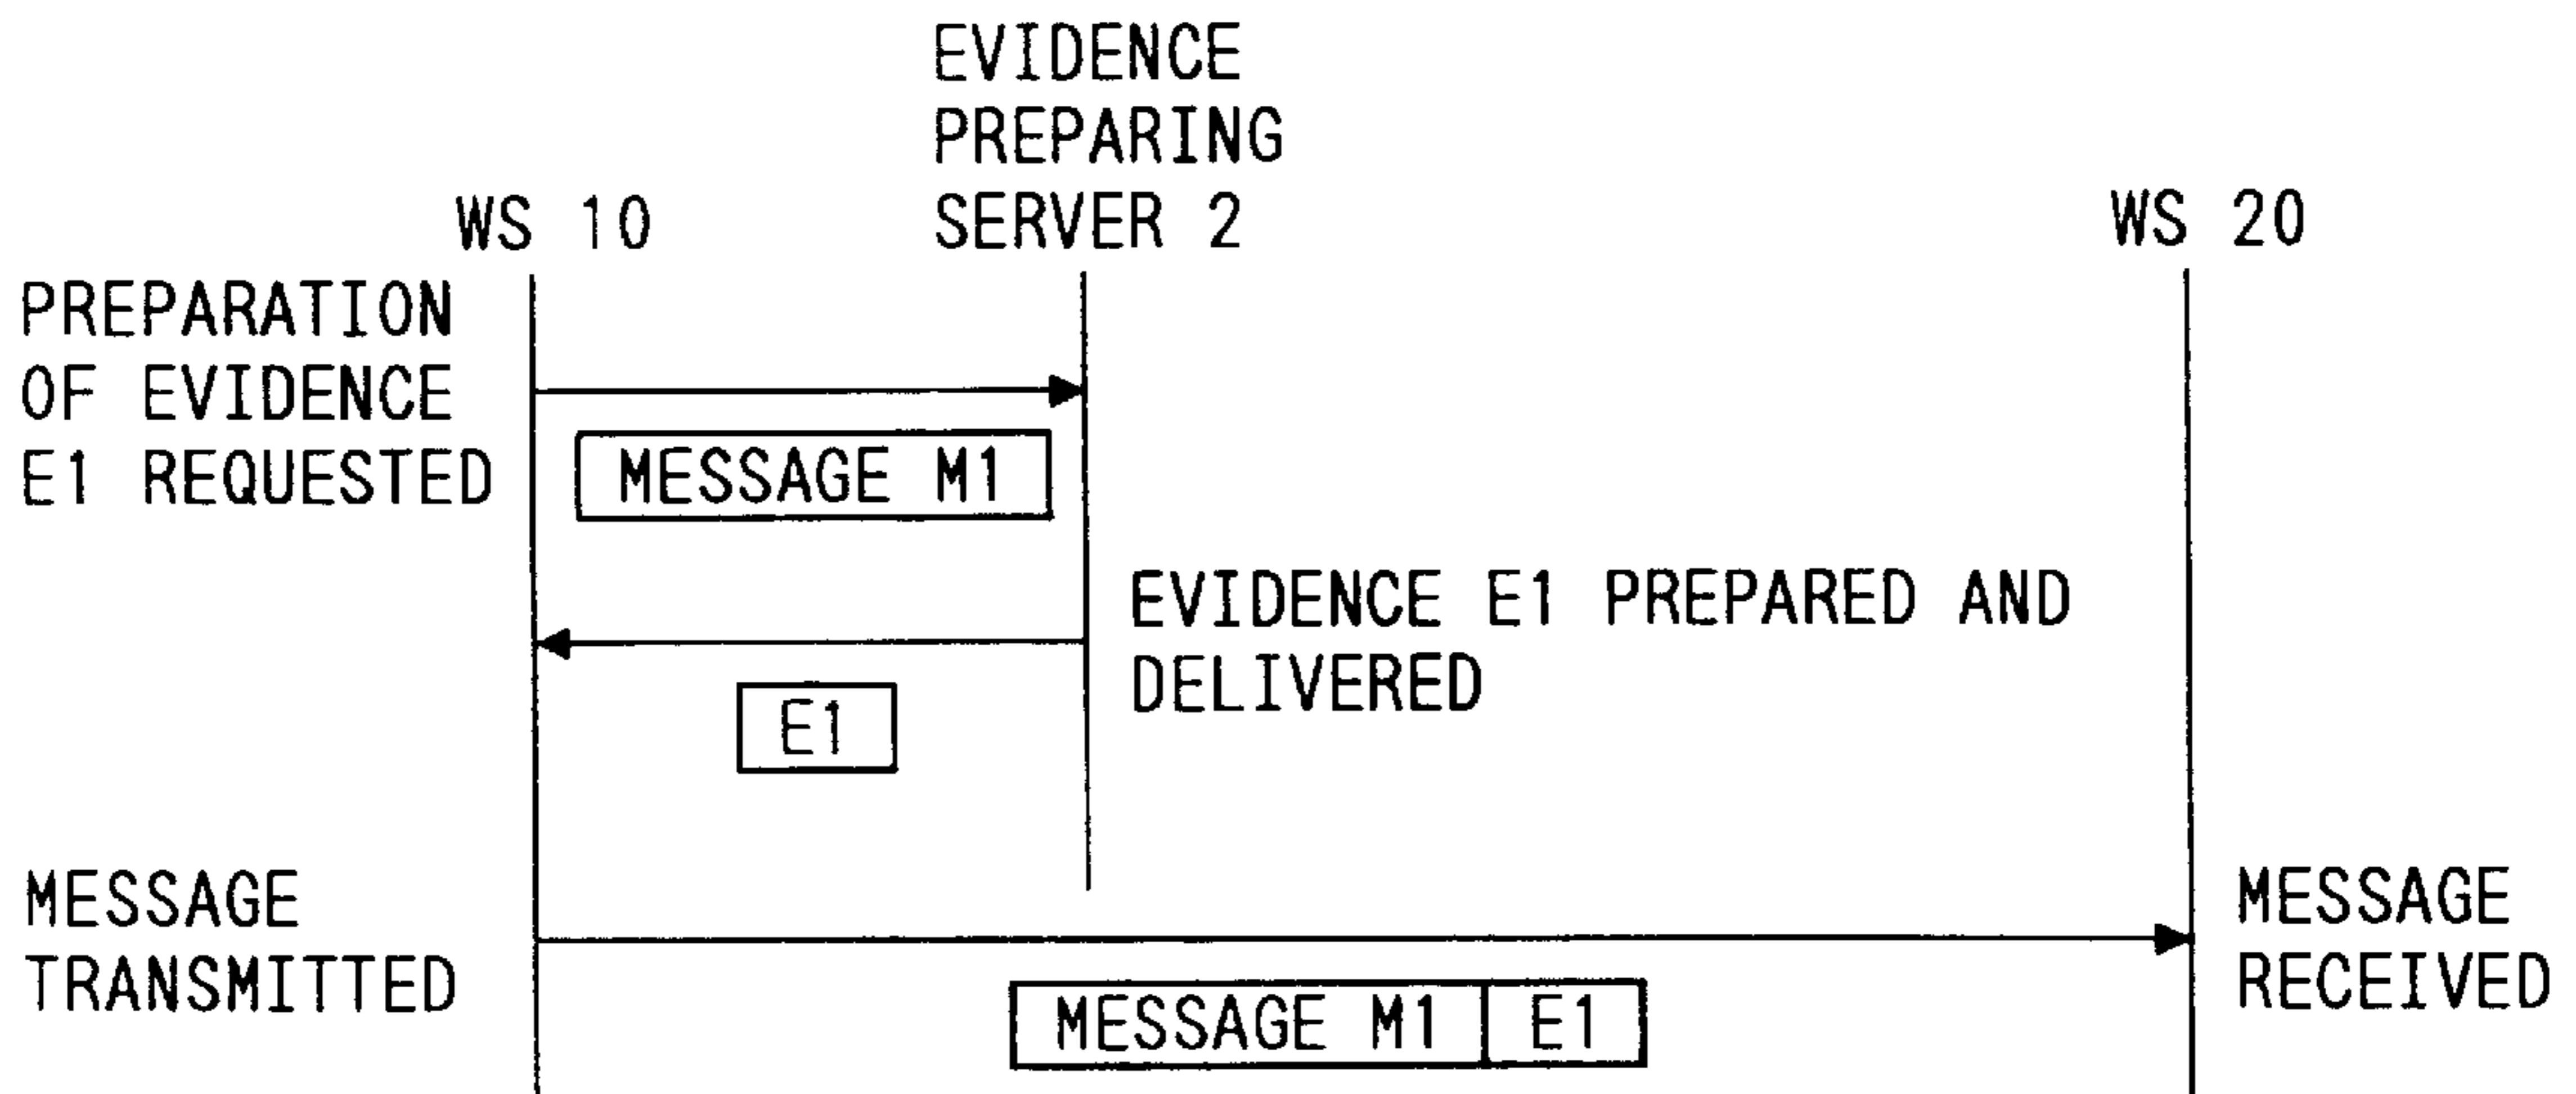 EVIDENCE
PREPARING
SERVER 2
WS 10
WS 20
PREPARATION
OF EVIDENCE
E1 REQUESTED
MESSAGE M1
EVIDENCE E1 PREPARED AND
DELIVERED
E1
MESSAGE
TRANSMITTED
MESSAGE
RECEIVED
MESSAGE M1 E1